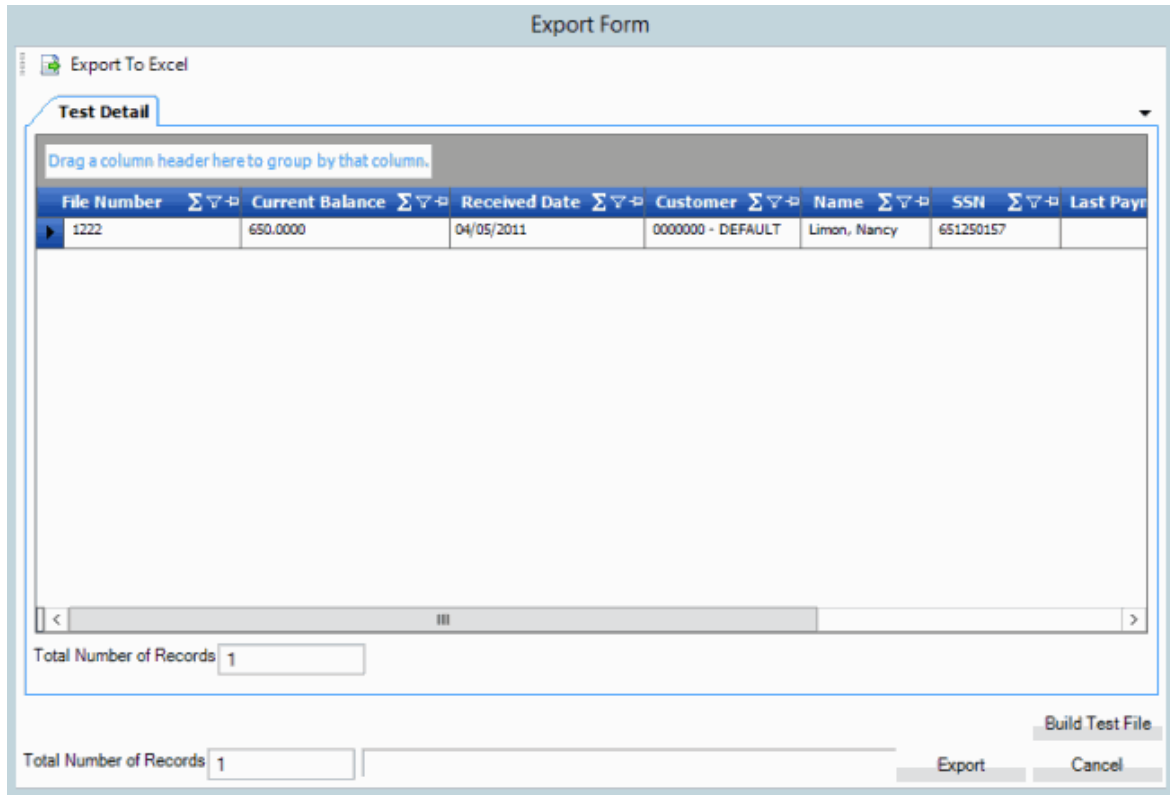 Export Form
Export To Excel
Test Detail
Drag a column header here to group by that column.
File Number Σ Current Balance Σ Received Date Σ Customer Σ Name Σ SSN Σ Last Payr
1222 650.0000 04/05/2011 0000000 - DEFAULT Limon, Nancy 651250157
Total Number of Records 1
Build Test File
Total Number of Records 1 Export Cancel